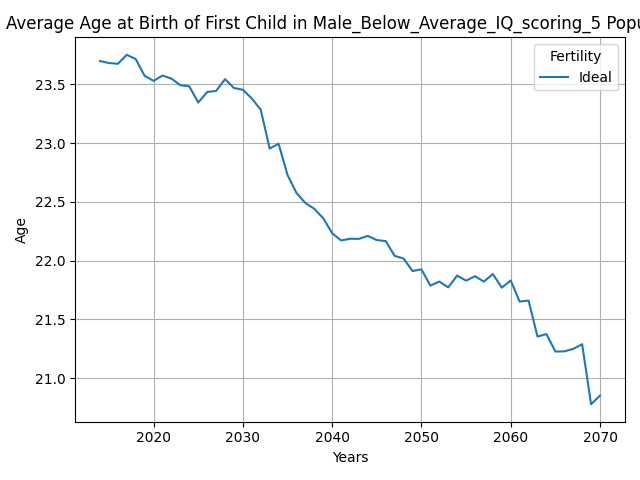 Average Age at Birth of First Child in Male_Below_Average_IQ_scoring_5 Popu
Fertility
Ideal
23.5
23.0
22.5
22.0
21.5
21.0
Age
2020 2030 2040 2050 2060 2070
Years